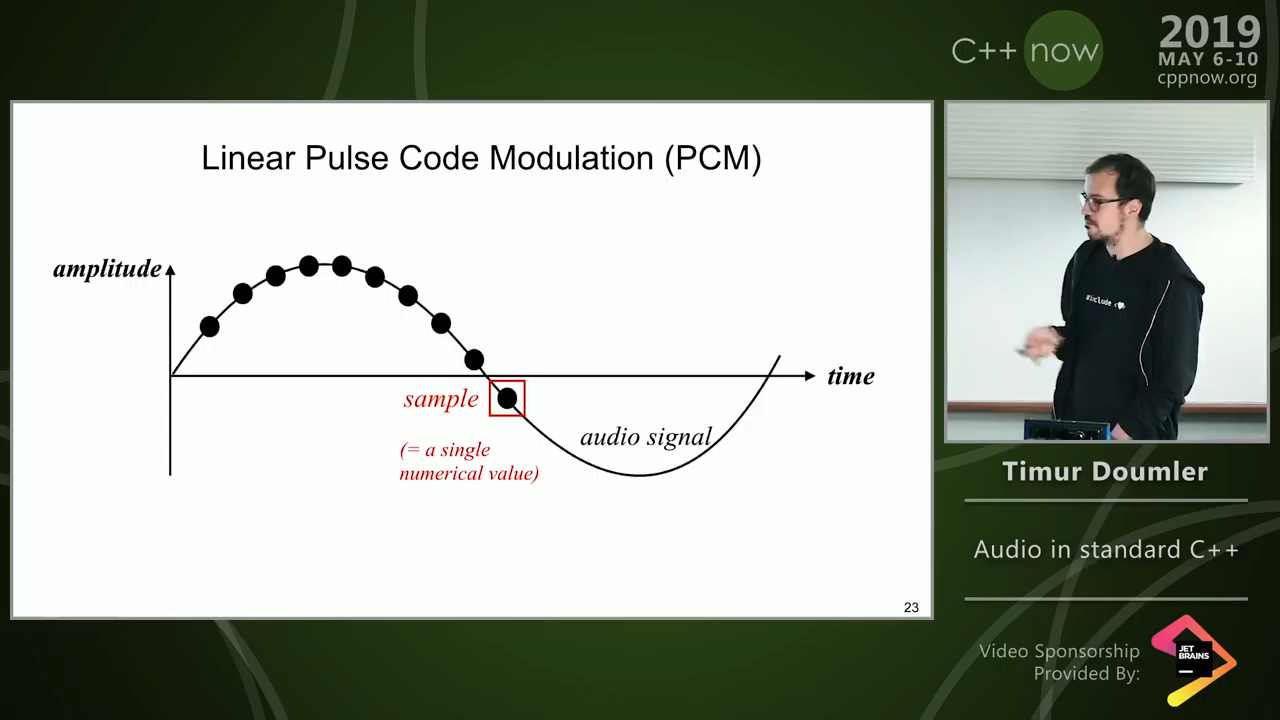 C++ now
2019
MAY 6-10
cppnow.org
Linear Pulse Code Modulation (PCM)
amplitude
time
sample
(= a single
numerical value)
audio signal
23
#include <
Timur Doumler
Audio in standard C++
Video Sponsorship
Provided By:
JET
BRAINS